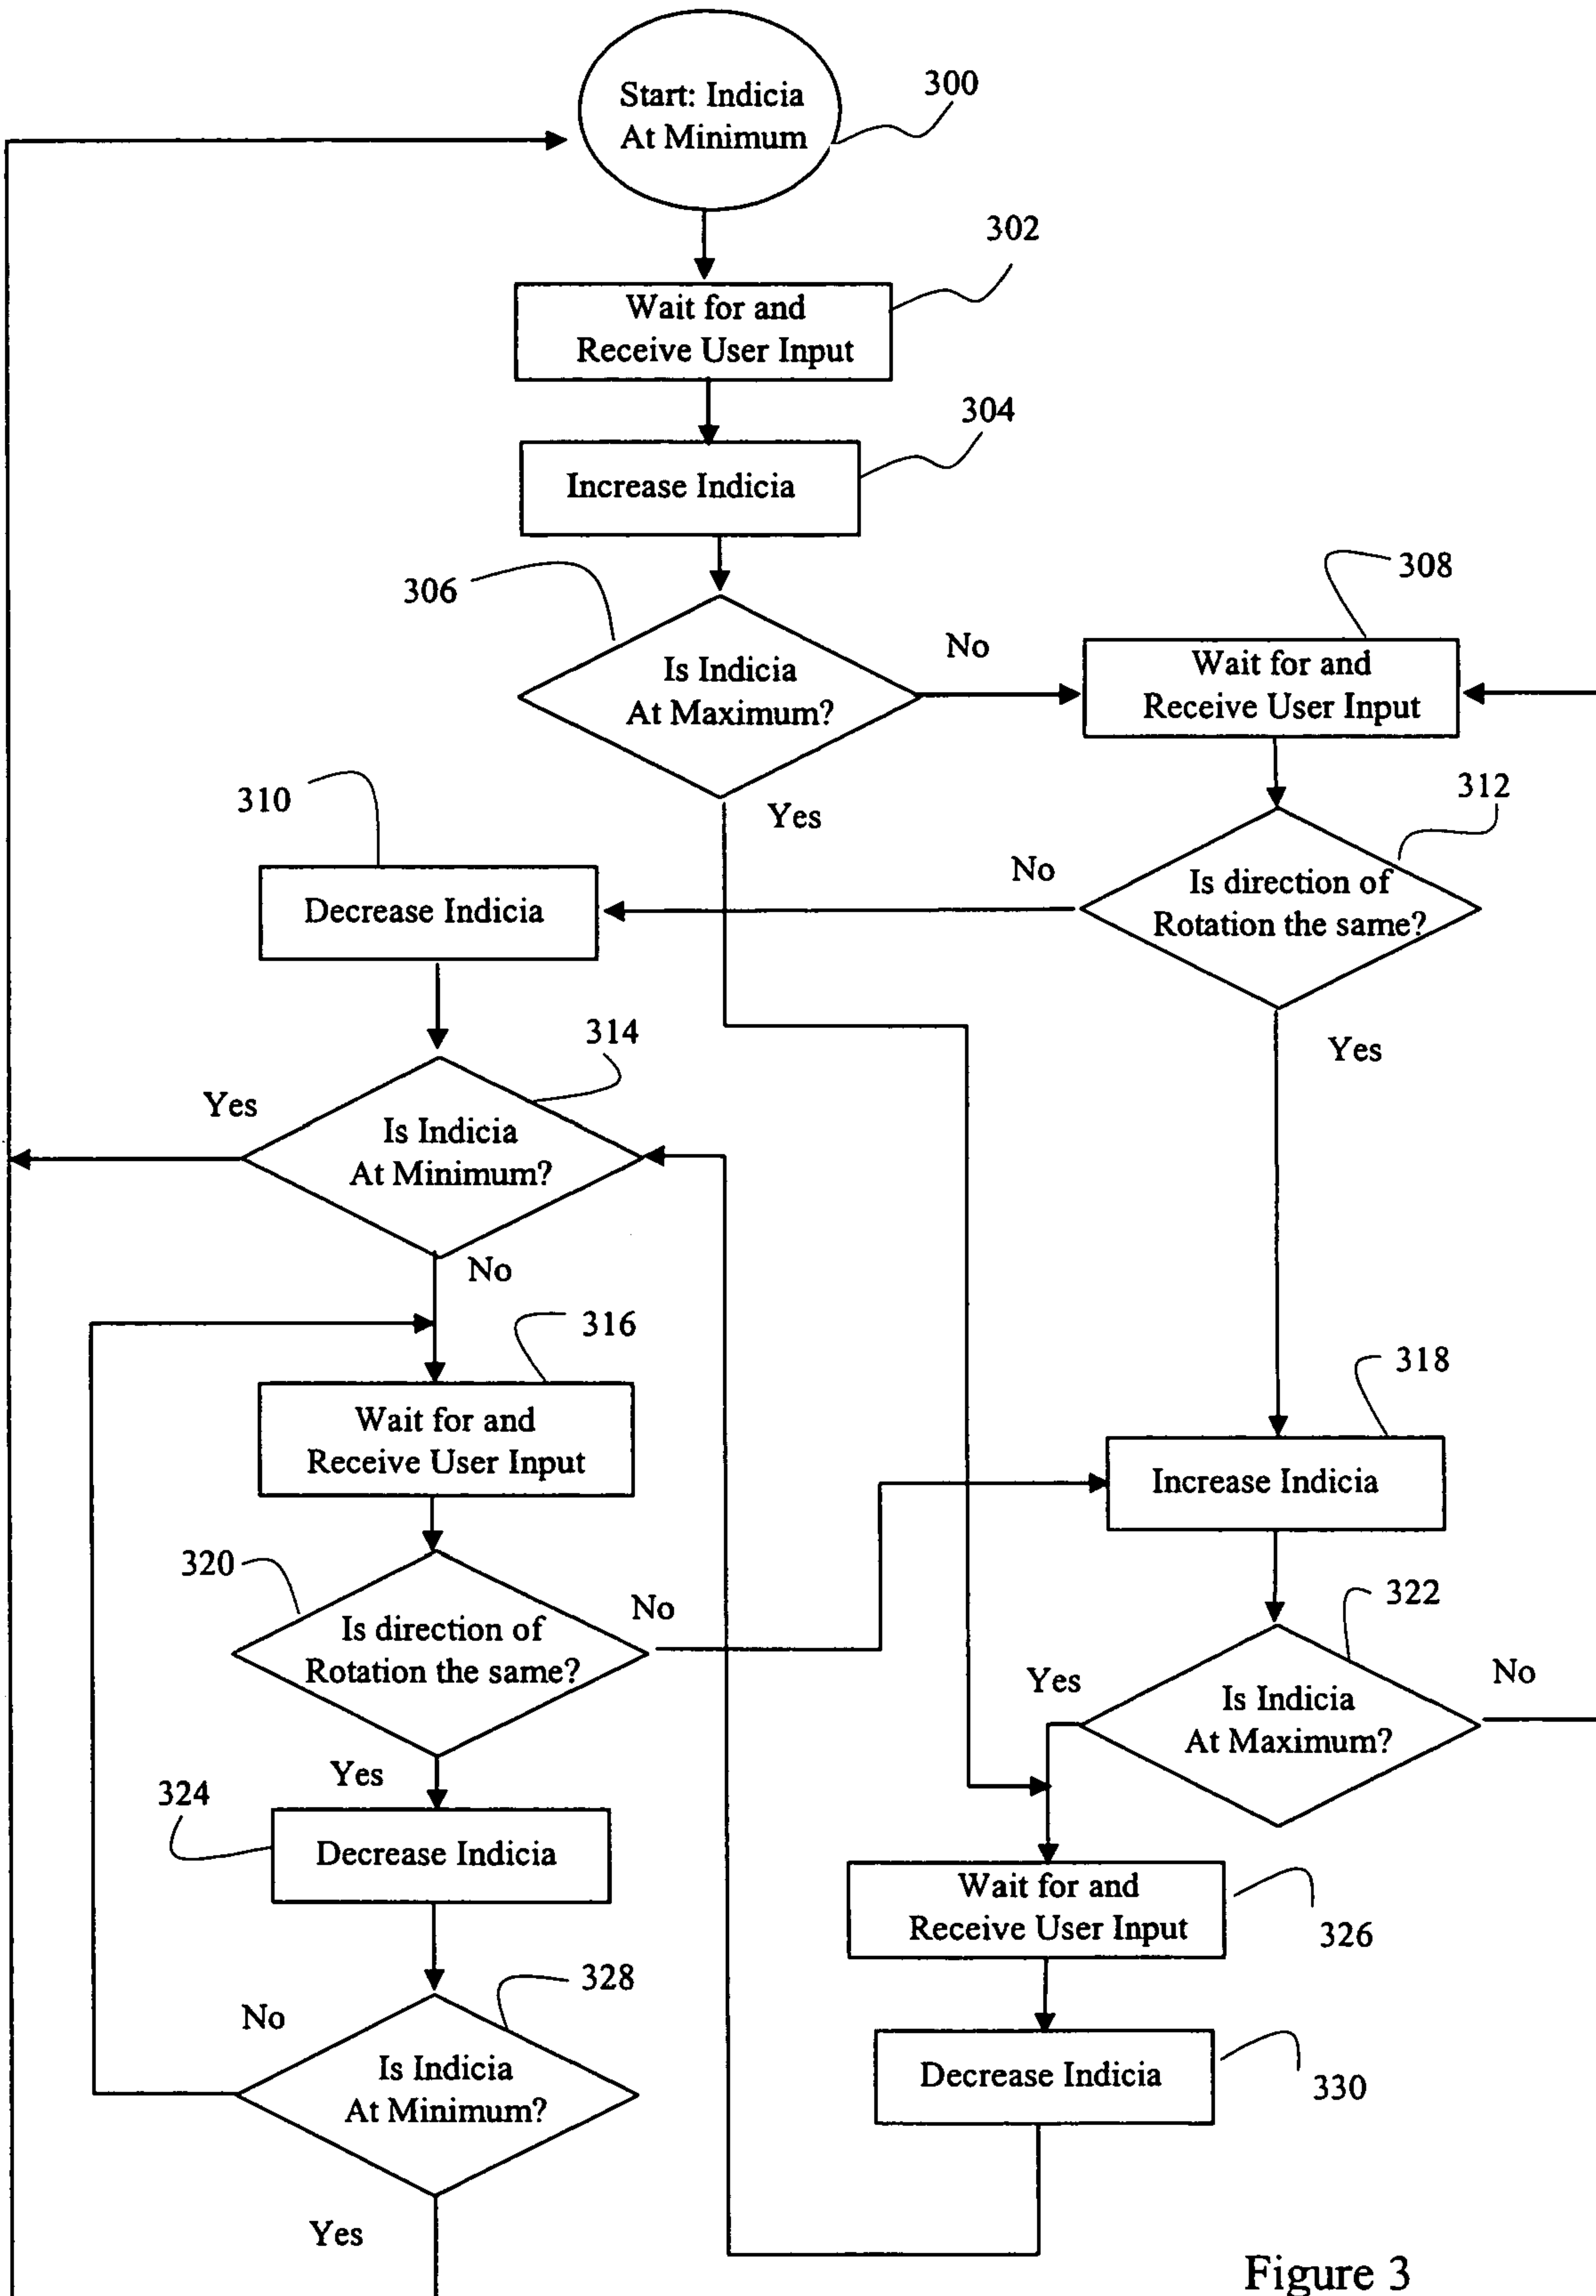 Start: Indicia
At Minimum
300
302
Wait for and
Receive User Input
304
Increase Indicia
306
Is Indicia
At Maximum?
No
Yes
308
Wait for and
Receive User Input
310
Decrease Indicia
312
Is direction of
Rotation the same?
No
Yes
314
Is Indicia
At Minimum?
Yes
No
316
Wait for and
Receive User Input
318
Increase Indicia
320
Is direction of
Rotation the same?
No
Yes
322
Is Indicia
At Maximum?
Yes
No
324
Decrease Indicia
326
Wait for and
Receive User Input
328
Is Indicia
At Minimum?
No
Yes
330
Decrease Indicia
Figure 3